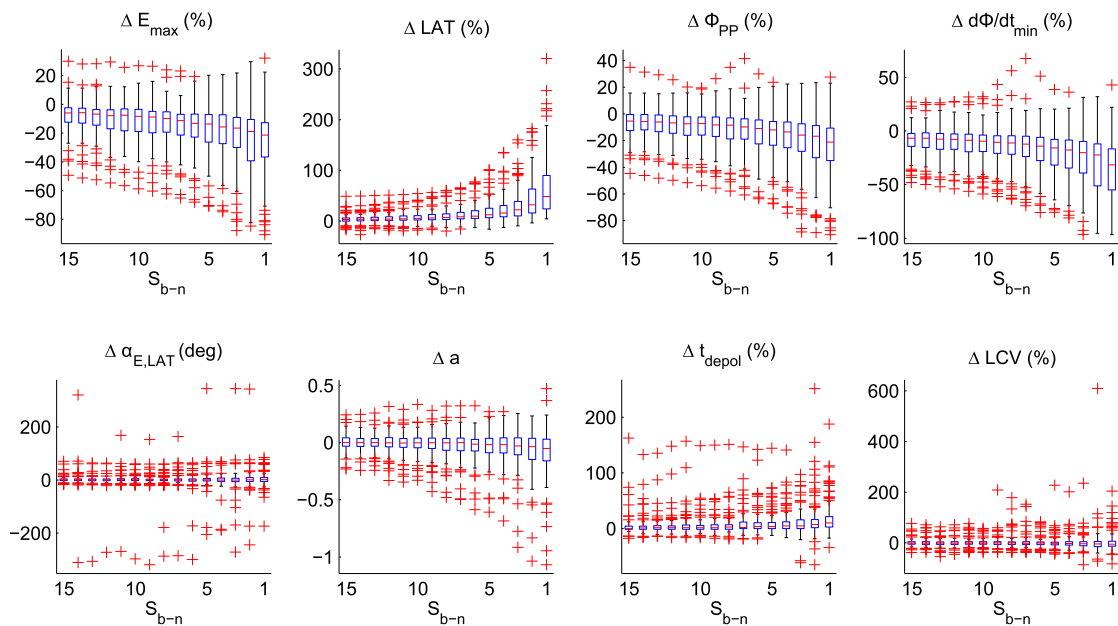 Δ E_max (%)
Δ LAT (%)
Δ Φ_PP (%)
Δ dΦ/dt_min (%)
20
0
−20
−40
−60
−80
15 10 5 1
S_b−n
300
200
100
0
15 10 5 1
S_b−n
40
20
0
−20
−40
−60
−80
15 10 5 1
S_b−n
50
0
−50
−100
15 10 5 1
S_b−n
Δ α_E,LAT (deg)
Δ a
Δ t_depol (%)
Δ LCV (%)
200
0
−200
15 10 5 1
S_b−n
0.5
0
−0.5
−1
15 10 5 1
S_b−n
200
100
0
15 10 5 1
S_b−n
600
400
200
0
15 10 5 1
S_b−n